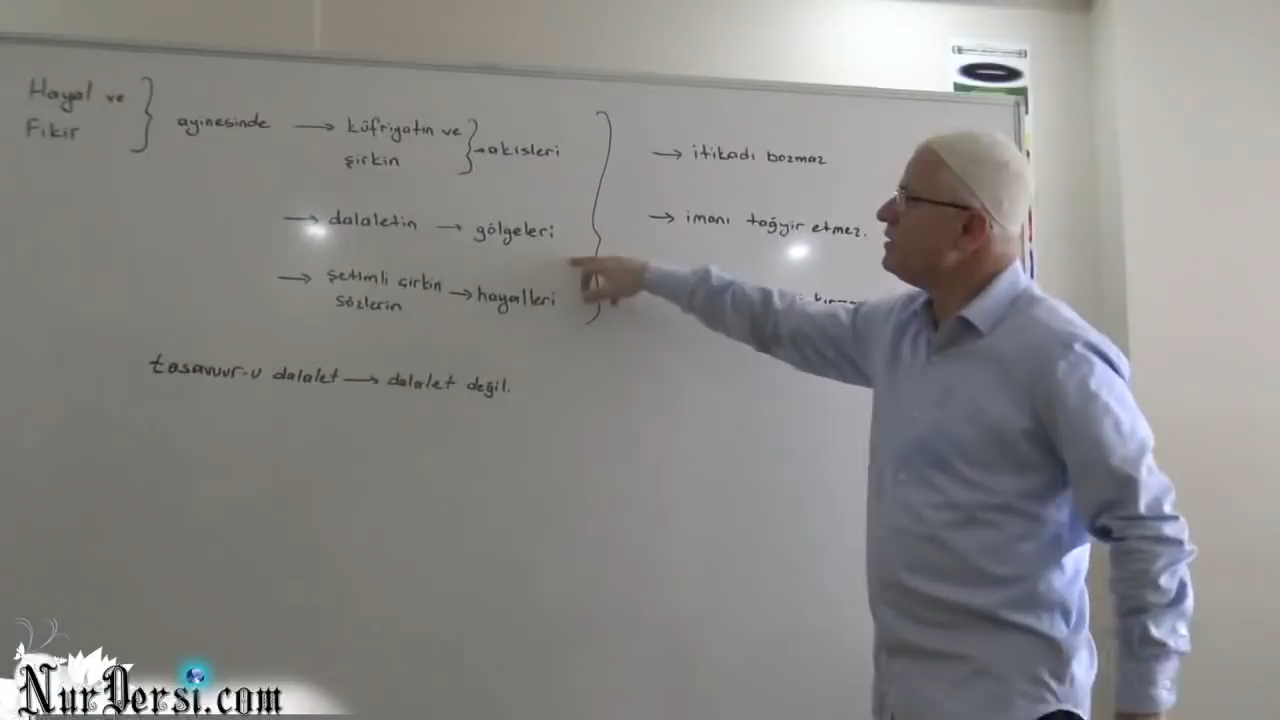 Hayal ve
Fikir
ayinesinde → küfriyatın ve
şirkin
→ akisleri
→ itikadı bozmaz
→ dalaletin → gölgeleri
→ imanı tağyir etmez.
→ şetimli çirkin
sözlerin
→ hayalleri
tasavvur-u dalalet → dalalet değil.
NurDersi.com